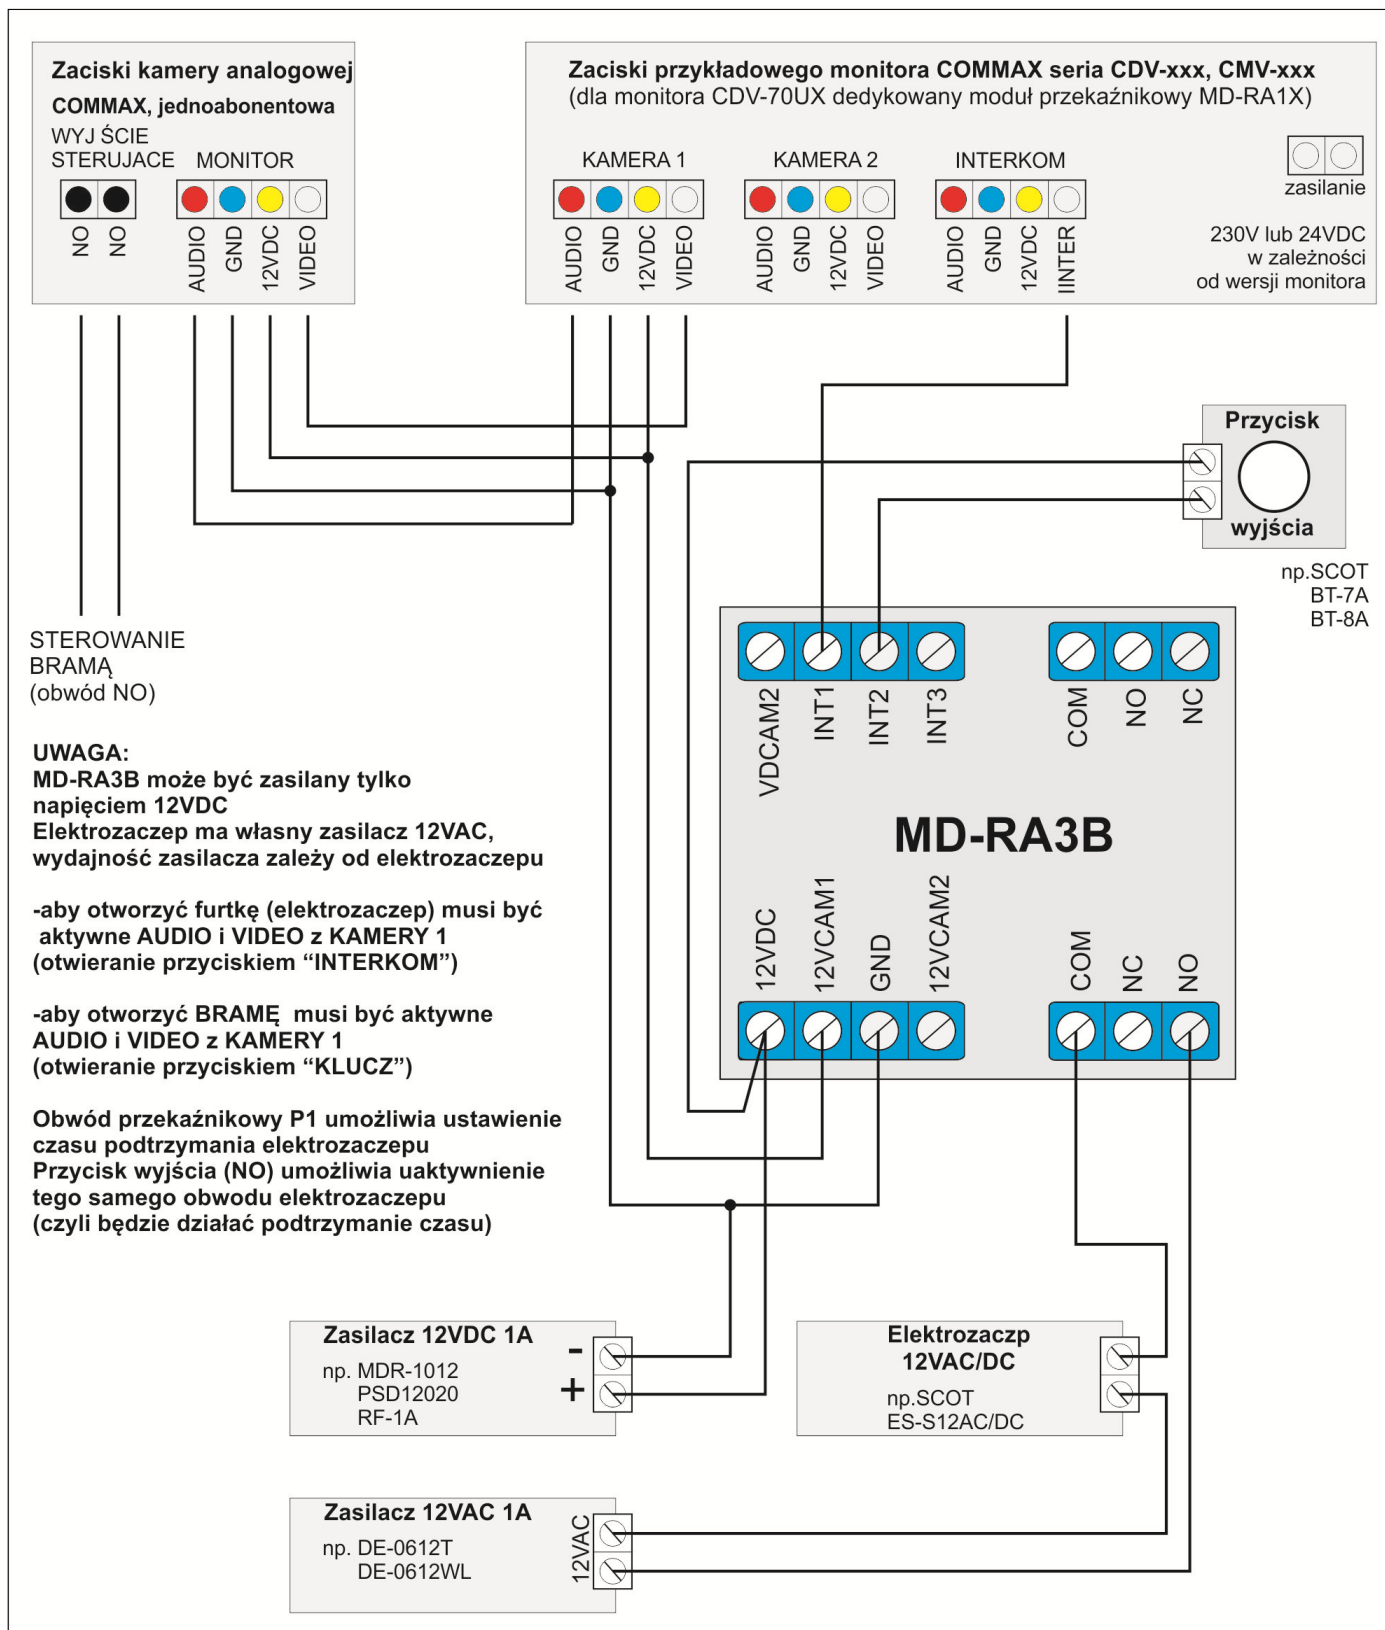 Zaciski kamery analogowej
COMMAX, jednoabonentowa
WYJ ŚCIE
STERUJACE
MONITOR
NO
NO
AUDIO
GND
12VDC
VIDEO
Zaciski przykładowego monitora COMMAX seria CDV-xxx, CMV-xxx
(dla monitora CDV-70UX dedykowany moduł przekaźnikowy MD-RA1X)
KAMERA 1
KAMERA 2
INTERKOM
AUDIO
GND
12VDC
VIDEO
AUDIO
GND
12VDC
VIDEO
AUDIO
GND
12VDC
IINTER
zasilanie
230V lub 24VDC
w zależności
od wersji monitora
Przycisk
wyjścia
np.SCOT
BT-7A
BT-8A
STEROWANIE
BRAMĄ
(obwód NO)
UWAGA:
MD-RA3B może być zasilany tylko
napięciem 12VDC
Elektrozaczep ma własny zasilacz 12VAC,
wydajność zasilacza zależy od elektrozaczepu
-aby otworzyć furtkę (elektrozaczep) musi być
aktywne AUDIO i VIDEO z KAMERY 1
(otwieranie przyciskiem “INTERKOM”)
-aby otworzyć BRAMĘ musi być aktywne
AUDIO i VIDEO z KAMERY 1
(otwieranie przyciskiem “KLUCZ”)
Obwód przekaźnikowy P1 umożliwia ustawienie
czasu podtrzymania elektrozaczepu
Przycisk wyjścia (NO) umożliwia uaktywnienie
tego samego obwodu elektrozaczepu
(czyli będzie działać podtrzymanie czasu)
VDCAM2
INT1
INT2
INT3
COM
NO
NC
MD-RA3B
12VDC
12VCAM1
GND
12VCAM2
COM
NC
NO
Zasilacz 12VDC 1A
np. MDR-1012
PSD12020
RF-1A
-
+
Elektrozaczp
12VAC/DC
np.SCOT
ES-S12AC/DC
Zasilacz 12VAC 1A
np. DE-0612T
DE-0612WL
12VAC